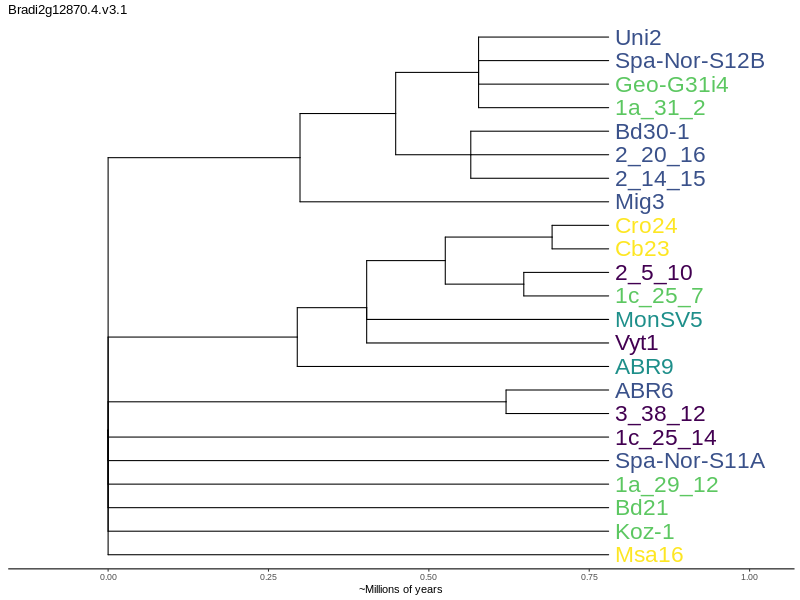 Bradi2g12870.4.v3.1
Uni2
Spa-Nor-S12B
Geo-G31i4
1a_31_2
Bd30-1
2_20_16
2_14_15
Mig3
Cro24
Cb23
2_5_10
1c_25_7
MonSV5
Vyt1
ABR9
ABR6
3_38_12
1c_25_14
Spa-Nor-S11A
1a_29_12
Bd21
Koz-1
Msa16
0.00 0.25 0.50 0.75 1.00
~Millions of years